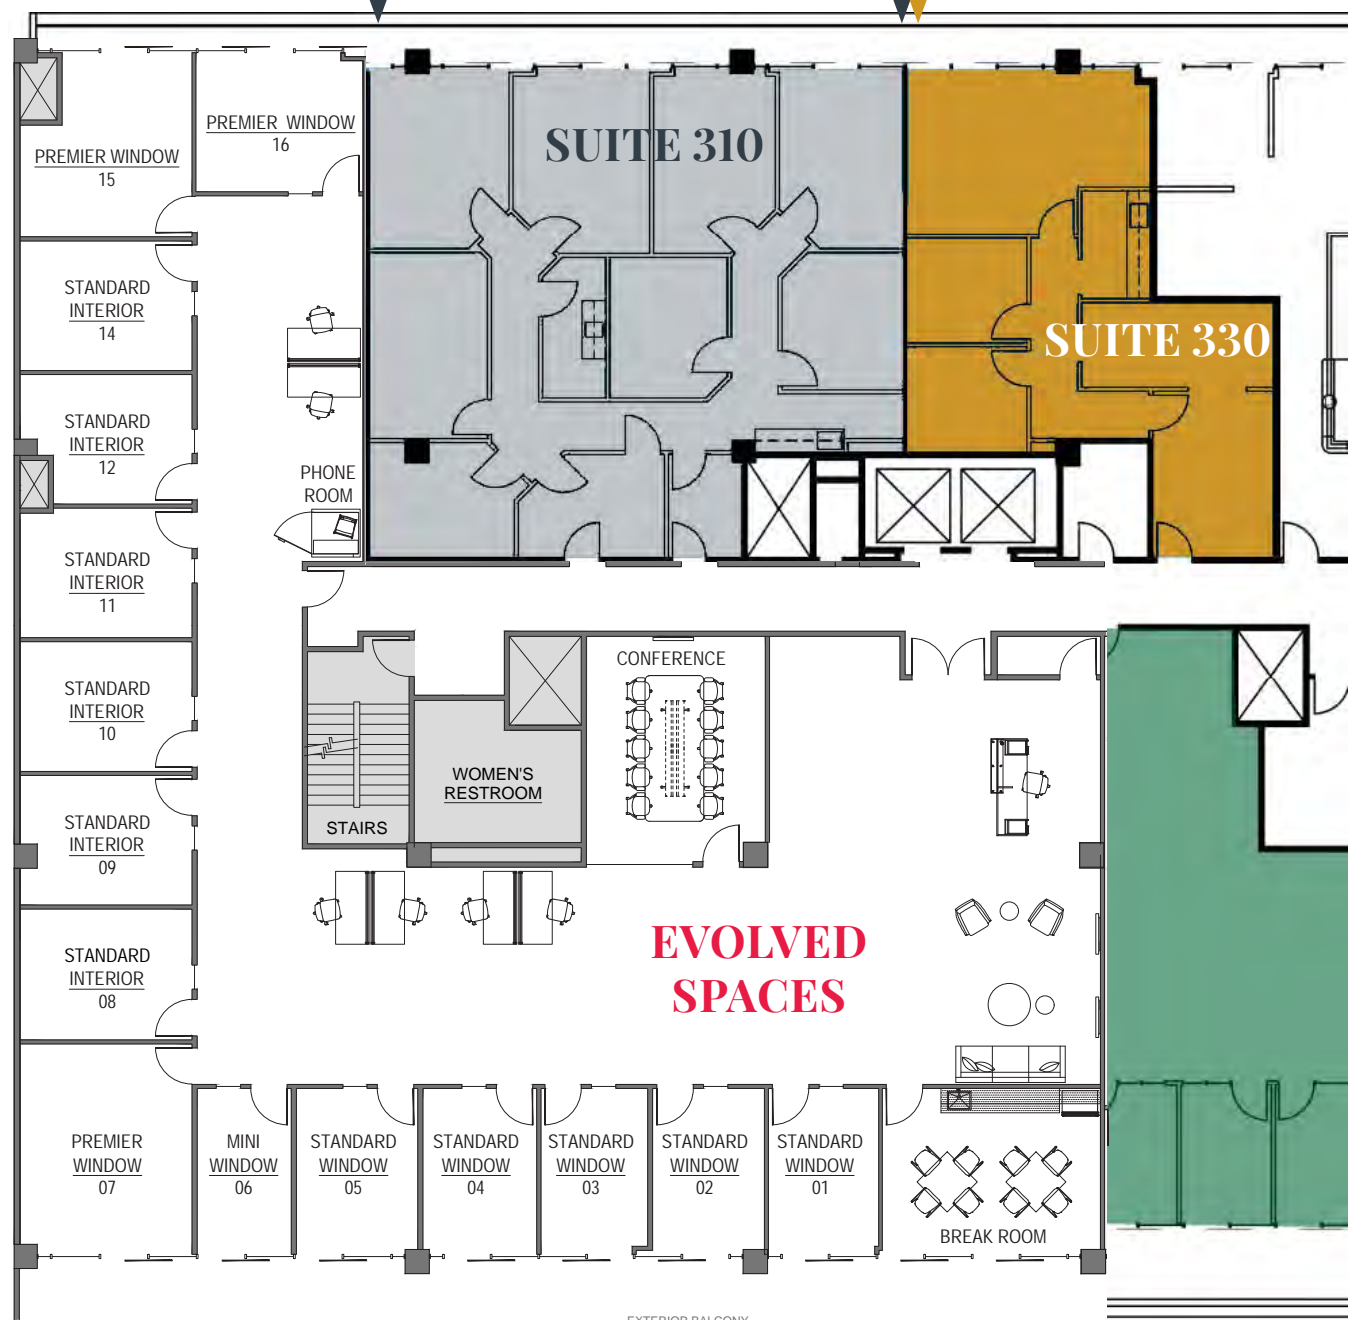 PREMIER WINDOW
16
PREMIER WINDOW
15
SUITE 310
STANDARD
INTERIOR
14
SUITE 330
STANDARD
INTERIOR
12
PHONE
ROOM
STANDARD
INTERIOR
11
STANDARD
INTERIOR
10
CONFERENCE
WOMEN'S
RESTROOM
STAIRS
STANDARD
INTERIOR
09
EVOLVED
SPACES
STANDARD
INTERIOR
08
PREMIER
WINDOW
07
MINI
WINDOW
06
STANDARD
WINDOW
05
STANDARD
WINDOW
04
STANDARD
WINDOW
03
STANDARD
WINDOW
02
STANDARD
WINDOW
01
BREAK ROOM
EXTERIOR BALCONY